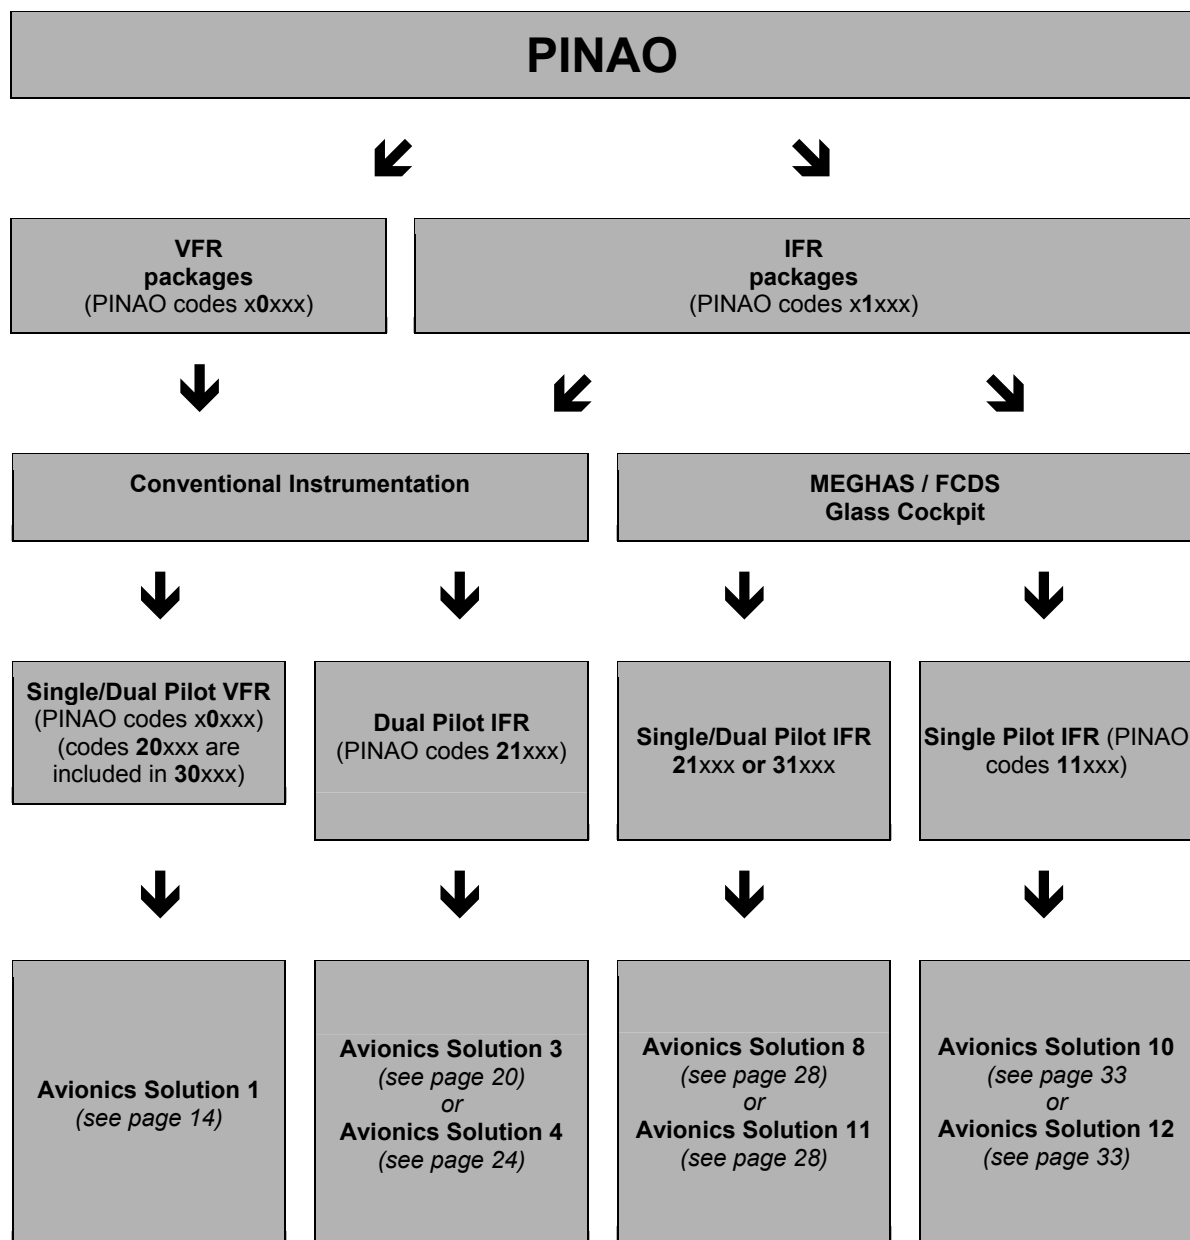 PINAO
VFR
packages
(PINAO codes x0xxx)
IFR
packages
(PINAO codes x1xxx)
Conventional Instrumentation
MEGHAS / FCDS
Glass Cockpit
Single/Dual Pilot VFR
(PINAO codes x0xxx)
(codes 20xxx are
included in 30xxx)
Dual Pilot IFR
(PINAO codes 21xxx)
Single/Dual Pilot IFR
21xxx or 31xxx
Single Pilot IFR (PINAO
codes 11xxx)
Avionics Solution 1
(see page 14)
Avionics Solution 3
(see page 20)
or
Avionics Solution 4
(see page 24)
Avionics Solution 8
(see page 28)
or
Avionics Solution 11
(see page 28)
Avionics Solution 10
(see page 33
or
Avionics Solution 12
(see page 33)